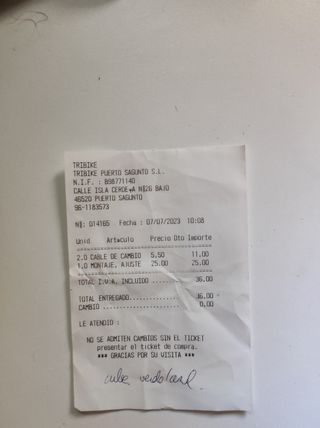 TRIBIKE
TRIBIKE PUERTO SAGUNTO S.L.
N.I.F. : B98771140
CALLE ISLA CERDE¥A Nº26 BAJO
46520 PUERTO SAGUNTO
96-1183573
Nº: 014165 Fecha : 07/07/2023 10:08
Unid Artículo Precio Dto Importe
2.0 CABLE DE CAMBIO 5,50 11.00
1.0 MONTAJE, AJUSTE 25.00 25.00
TOTAL I.V.A. INCLUIDO ........ 36.00
TOTAL ENTREGADO............... 36.00
CAMBIO ....................... 0.00
LE ATENDIO :
NO SE ADMITEN CAMBIOS SIN EL TICKET
presentar el ticket de compra.
*** GRACIAS POR SU VISITA ***